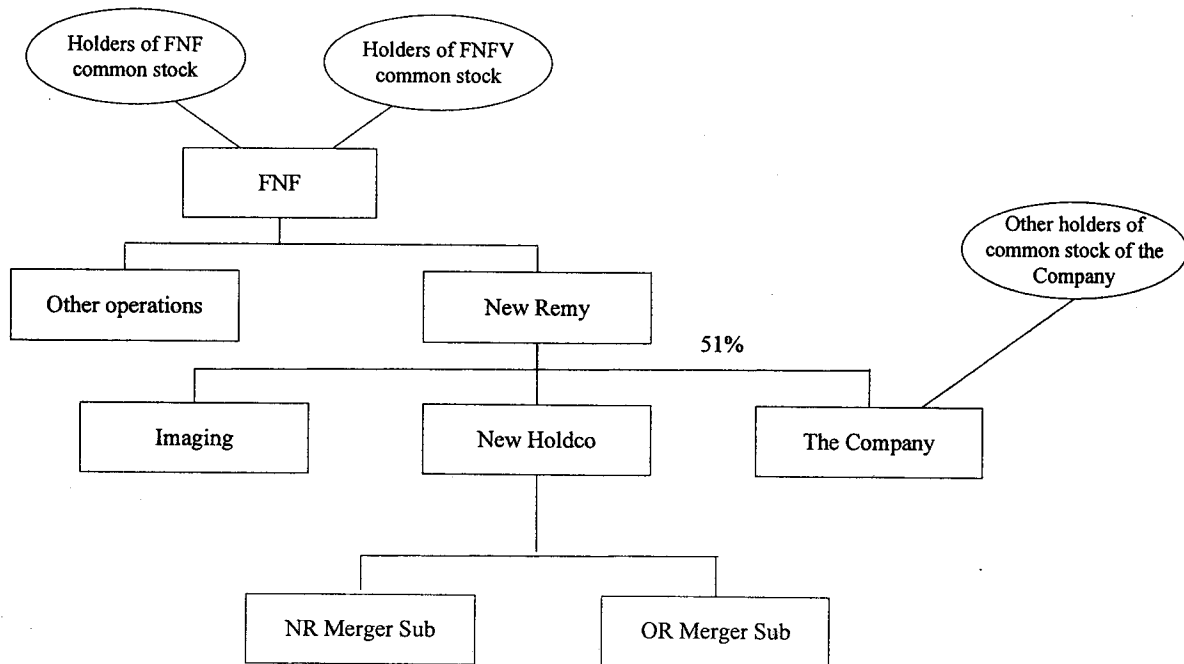 Holders of FNF
common stock
Holders of FNFV
common stock
FNF
Other holders of
common stock of the
Company
Other operations
New Remy
51%
Imaging
New Holdco
The Company
NR Merger Sub
OR Merger Sub